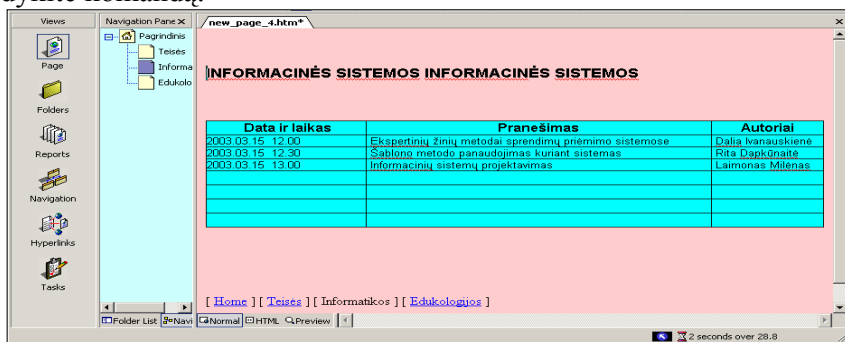 dykite komandą.
Views
Navigation Pane
new_page_4.htm*
Pagrindinis
Teisės
Informa
Edukolo
Page
Folders
Reports
Navigation
Hyperlinks
Tasks
INFORMACINĖS SISTEMOS INFORMACINĖS SISTEMOS
Data ir laikas Pranešimas Autoriai
2003.03.15 12.00 Ekspertinių žinių metodai sprendimų priėmimo sistemose Dalia Ivanauskienė
2003.03.15 12.30 Šablono metodo panaudojimas kuriant sistemas Rita Dapkūnaitė
2003.03.15 13.00 Informacinių sistemų projektavimas Laimonas Milėnas
[ Home ] [ Teisės ] [ Informatikos ] [ Edukologijos ]
Folder List Navi Normal HTML Preview
2 seconds over 28.8